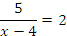 5/(x − 4) = 2